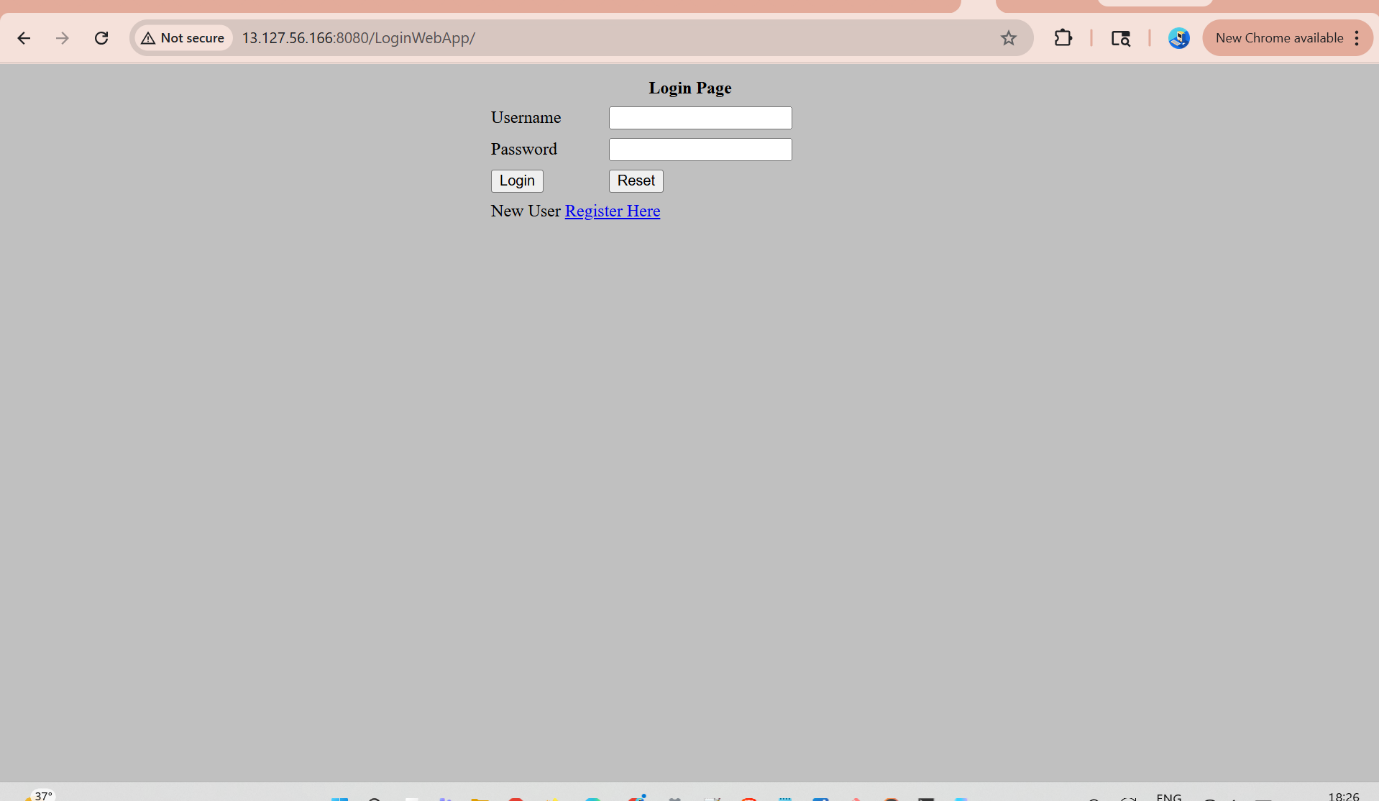 Not secure 13.127.56.166:8080/LoginWebApp/ New Chrome available
Login Page
Username
Password
Login Reset
New User Register Here
37°
ENG
18:26